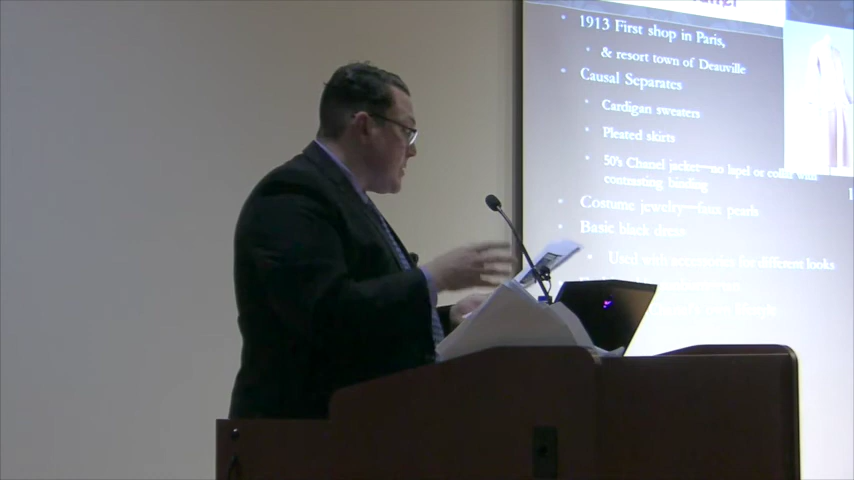 1913 First shop in Paris,
& resort town of Deauville
Causal Separates
Cardigan sweaters
Pleated skirts
50's Chanel jacket—no lapel or collar with
contrasting binding
Costume jewelry—faux pearls
Basic black dress
Used with accessories for different looks